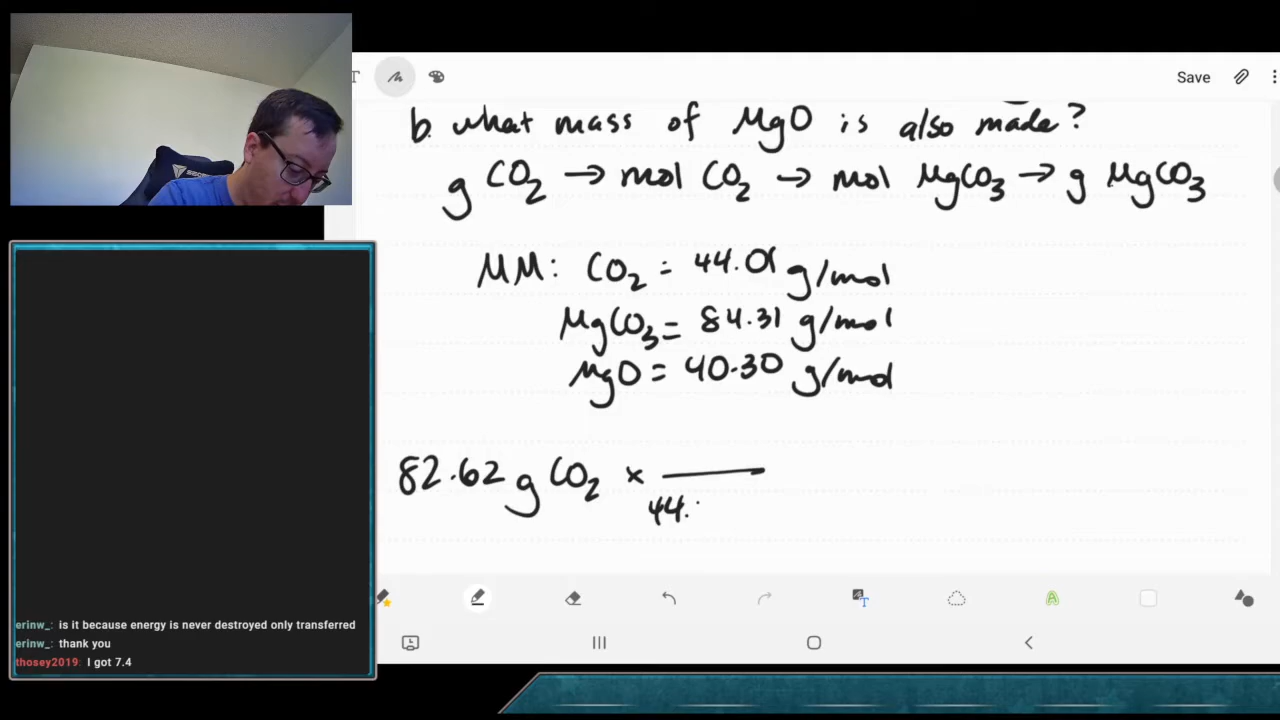 T
Save
b. what mass of MgO is also made?
g CO2 → mol CO2 → mol MgCO3 → g MgCO3
MM: CO2 = 44.01 g/mol
MgCO3 = 84.31 g/mol
MgO = 40.30 g/mol
82.62 g CO2 ×
44.
T
A
erinw_: is it because energy is never destroyed only transferred
erinw_: thank you
thosey2019: I got 7.4